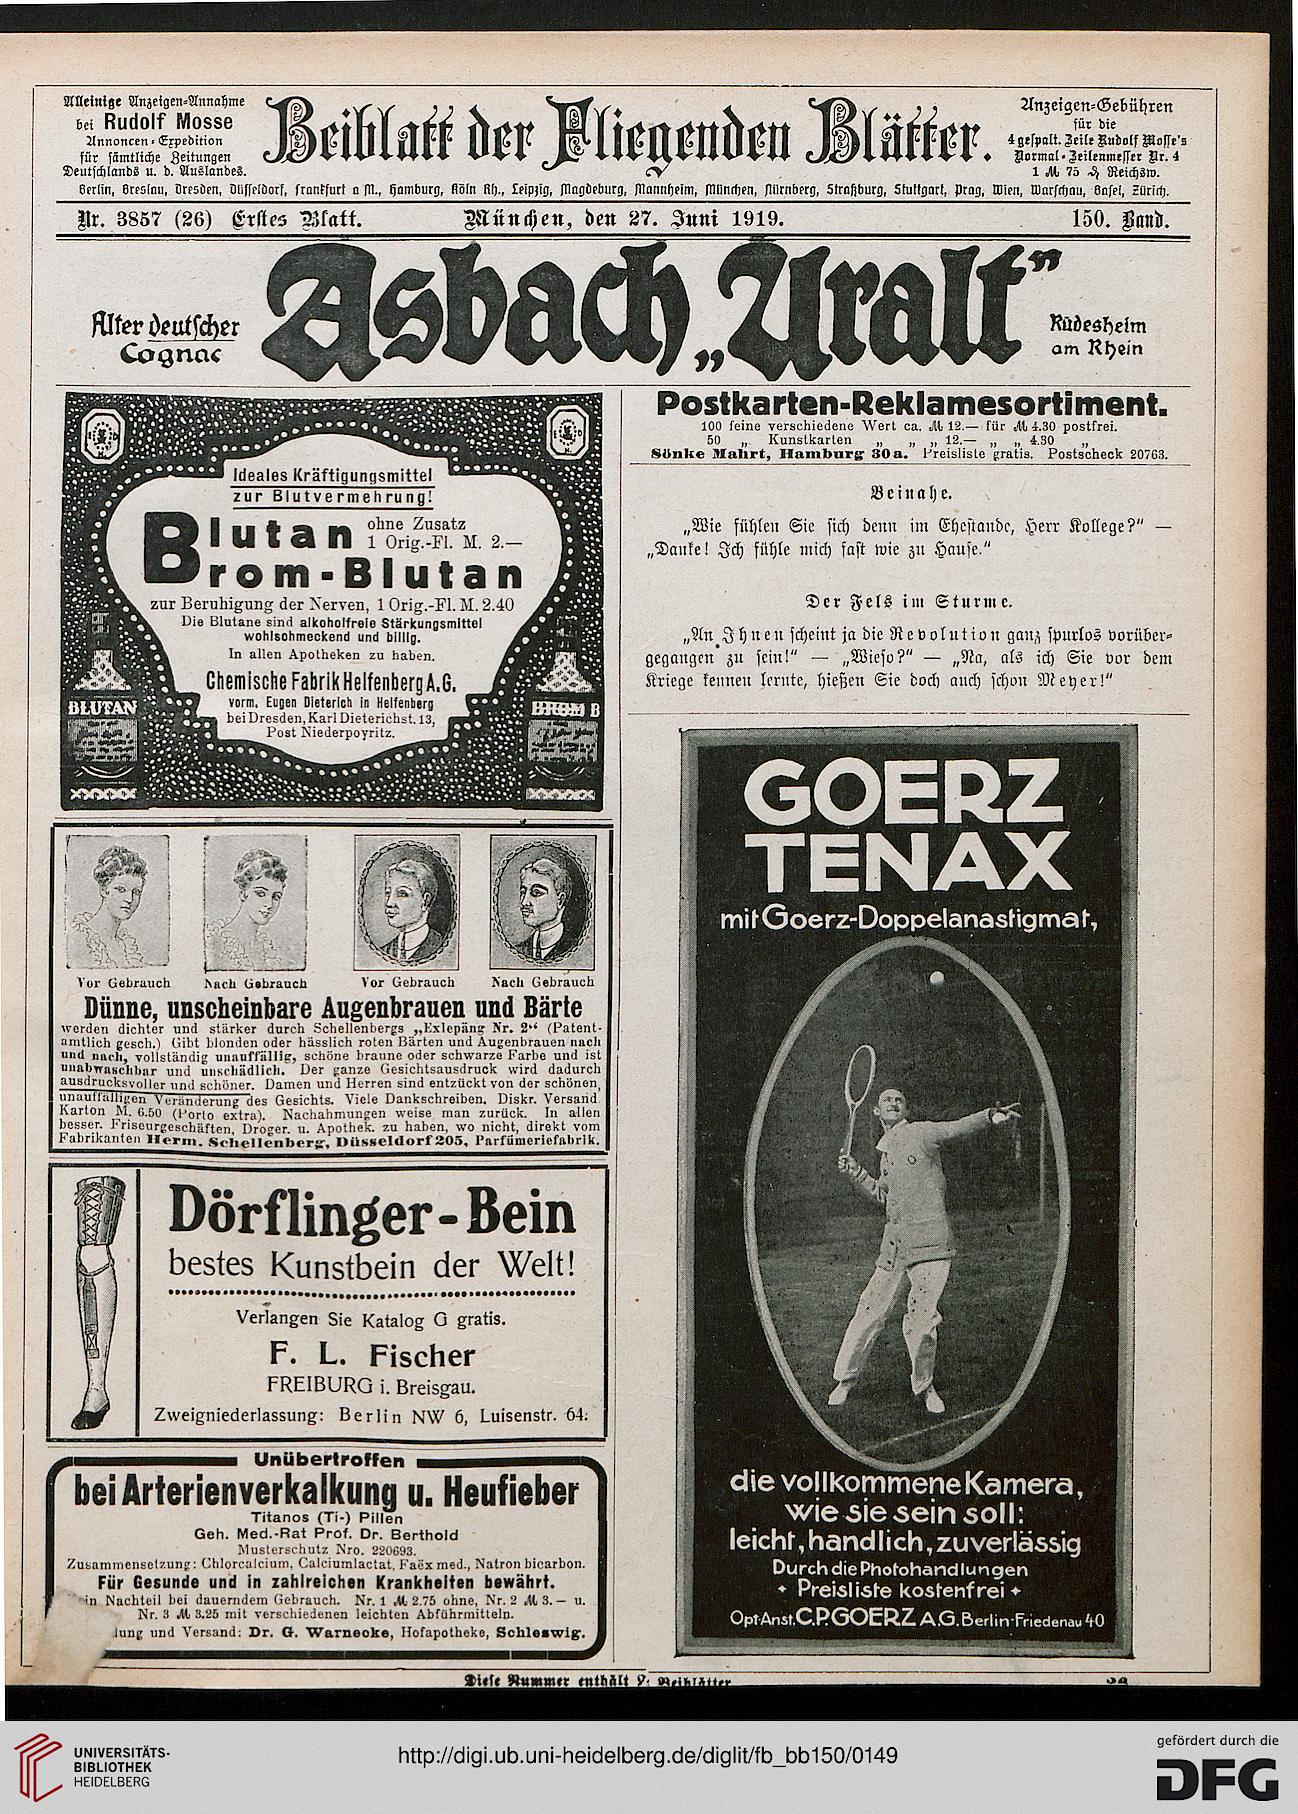 Alleinige Anzeigen-Annahme
bei Rudolf Mosse
Annoncen-Expedition
für sämtliche Zeitungen
Deutschlands u. d. Auslandes.
Beiblatt der Fliegenden Blätter.
Anzeigen-Gebühren
für die
4 gespalt. Zeile Rudolf Mosse's
Normal-Zeilenmesser Nr. 4
1 M 75 ₰ Reichsw.
Berlin, Breslau, Dresden, Düsseldorf, Frankfurt a M., Hamburg, Köln Rh., Leipzig, Magdeburg, Mannheim, München, Nürnberg, Straßburg, Stuttgart, Prag, Wien, Warschau, Basel, Zürich.
Nr. 3857 (26) Erstes Blatt. München, den 27. Juni 1919. 150. Band.
Alter deutscher
Cognac
Asbach „Uralt"
Rüdesheim
am Rhein
Ideales Kräftigungsmittel
zur Blutvermehrung!
Blutan ohne Zusatz
1 Orig.-Fl. M. 2.—
Brom-Blutan
zur Beruhigung der Nerven, 1 Orig.-Fl. M. 2.40
Die Blutane sind alkoholfreie Stärkungsmittel
wohlschmeckend und billig.
In allen Apotheken zu haben.
Chemische Fabrik Helfenberg A.G.
vorm. Eugen Dieterich in Helfenberg
bei Dresden, Karl Dieterichst. 13,
Post Niederpoyritz.
BLUTAN
BROM B
Vor Gebrauch Nach Gebrauch Vor Gebrauch Nach Gebrauch
Dünne, unscheinbare Augenbrauen und Bärte
werden dichter und stärker durch Schellenbergs „Exlepäng Nr. 2“ (Patent-
amtlich gesch.) Gibt blonden oder hässlich roten Bärten und Augenbrauen nach
und nach, vollständig unauffällig, schöne braune oder schwarze Farbe und ist
unabwaschbar und unschädlich. Der ganze Gesichtsausdruck wird dadurch
ausdrucksvoller und schöner. Damen und Herren sind entzückt von der schönen,
unauffälligen Veränderung des Gesichts. Viele Dankschreiben. Diskr. Versand
Karton M. 6.50 (Porto extra). Nachahmungen weise man zurück. In allen
besser. Friseurgeschäften, Droger. u. Apothek. zu haben, wo nicht, direkt vom
Fabrikanten Herm. Schellenberg, Düsseldorf 205, Parfümeriefabrik.
Dörflinger-Bein
bestes Kunstbein der Welt!
Verlangen Sie Katalog G gratis.
F. L. Fischer
FREIBURG i. Breisgau.
Zweigniederlassung: Berlin NW 6, Luisenstr. 64.
Unübertroffen
bei Arterienverkalkung u. Heufieber
Titanos (Ti-) Pillen
Geh. Med.-Rat Prof. Dr. Berthold
Musterschutz Nro. 220693.
Zusammensetzung: Chlorcalcium, Calciumlactat, Faëx med., Natron bicarbon.
Für Gesunde und in zahlreichen Krankheiten bewährt.
Nachteil bei dauerndem Gebrauch. Nr. 1 M 2.75 ohne, Nr. 2 M 3.— u.
Nr. 3 M 3.25 mit verschiedenen leichten Abführmitteln.
und Versand: Dr. G. Warnecke, Hofapotheke, Schleswig.
Postkarten-Reklamesortiment.
100 feine verschiedene Wert ca. M 12.— für M 4.30 postfrei.
50 „ Kunstkarten „ „ „ 12.— „ „ 4.30 „
Sönke Mahrt, Hamburg 30a. Preisliste gratis. Postscheck 20763.
Beinahe.
„Wie fühlen Sie sich denn im Ehestande, Herr Kollege?“ —
„Danke! Ich fühle mich fast wie zu Hause.“
Der Fels im Sturme.
„An Ihnen scheint ja die Revolution ganz spurlos vorüber-
gegangen zu sein!“ — „Wieso?“ — „Na, als ich Sie vor dem
Kriege kennen lernte, hießen Sie doch auch schon Meyer!“
GOERZ
TENAX
mit Goerz-Doppelanastigmat,
die vollkommene Kamera,
wie sie sein soll:
leicht, handlich, zuverlässig
Durch die Photohandlungen
✦ Preisliste kostenfrei ✦
Opt. Anst. C.P. GOERZ A.G. Berlin-Friedenau 40
Diese Nummer enthält 2 Beiblätter
UNIVERSITÄTS-
BIBLIOTHEK
HEIDELBERG
http://digi.ub.uni-heidelberg.de/diglit/fb_bb150/0149
gefördert durch die
DFG